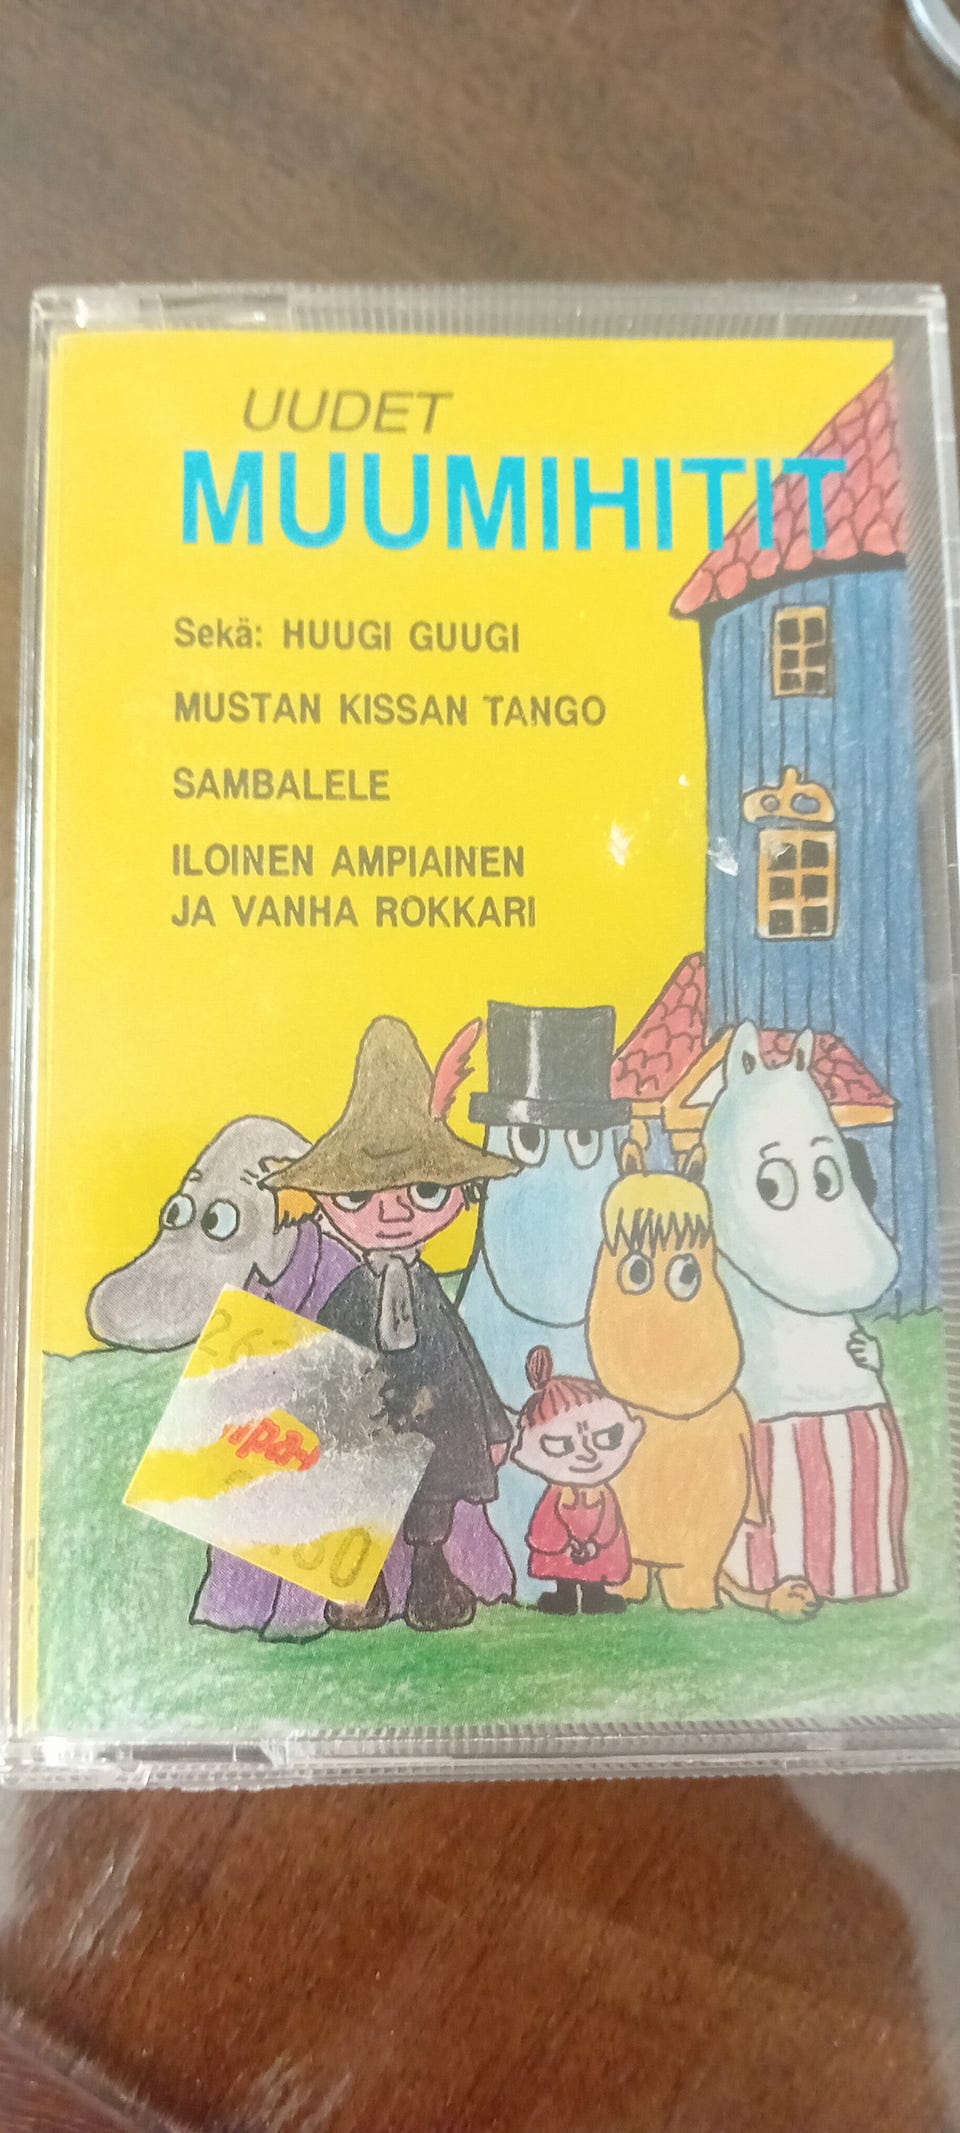 UUDET
MUUMIHITIT
Sekä: HUUGI GUUGI
MUSTAN KISSAN TANGO
SAMBALELE
ILOINEN AMPIAINEN
JA VANHA ROKKARI